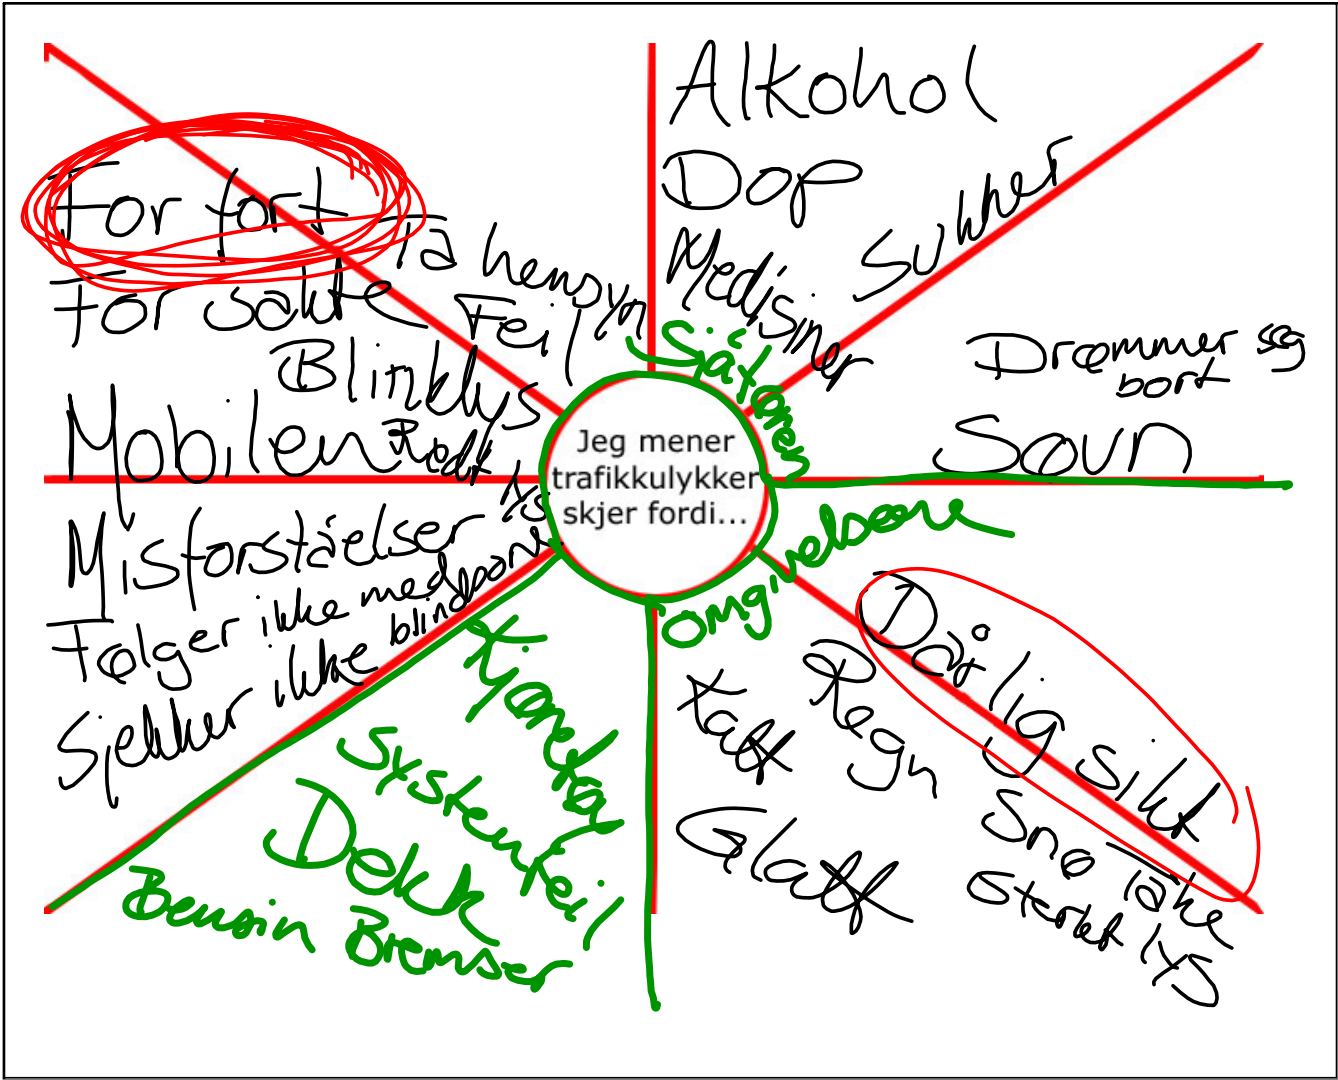 Alkohol
Dop
Medisiner
Sukker
Drømmer seg
bort
Søvn
For fort
For sakte
Ta hensyn
Feil
Blinklys
Mobilen
Rødt
lys
Misforståelser
Følger ikke med
Sjekker ikke blindsone
Sjåføren
Jeg mener
trafikkulykker
skjer fordi...
omgivelsene
Dårlig sikt
Regn
Kaldt
Glatt
Snø
Tåke
Sterkt lys
Kjøretøy
Systemfeil
Dekk
Bensin
Bremser